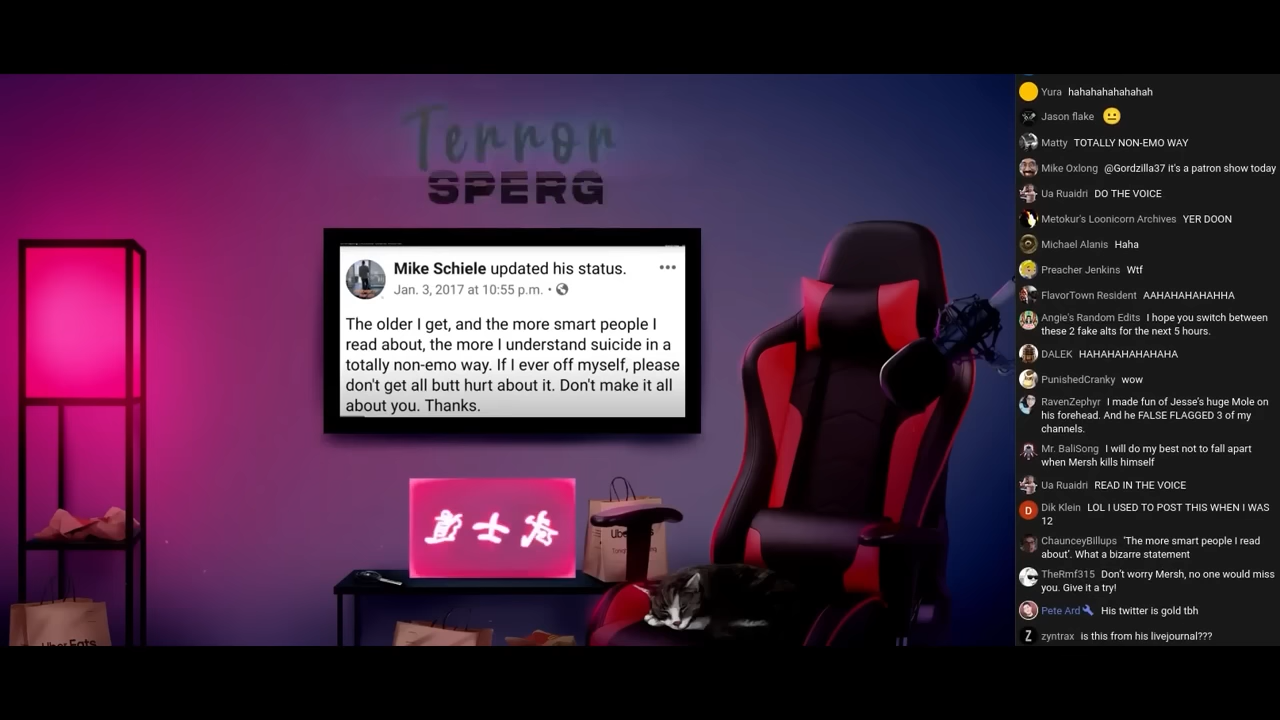 Terror
SPERG
Mike Schiele updated his status.
Jan. 3, 2017 at 10:55 p.m. •
The older I get, and the more smart people I
read about, the more I understand suicide in a
totally non-emo way. If I ever off myself, please
don't get all butt hurt about it. Don't make it all
about you. Thanks.
Uber
Uber Eats
Yura hahahahahahahah
Jason flake 😐
Matty TOTALLY NON-EMO WAY
Mike Oxlong @Gordzilla37 it's a patron show today
Ua Ruaidri DO THE VOICE
Metokur's Loonicorn Archives YER DOON
Michael Alanis Haha
Preacher Jenkins Wtf
FlavorTown Resident AAHAHAHAHAHHA
Angie's Random Edits I hope you switch between
these 2 fake alts for the next 5 hours.
DALEK HAHAHAHAHAHAHA
PunishedCranky wow
RavenZephyr I made fun of Jesse's huge Mole on
his forehead. And he FALSE FLAGGED 3 of my
channels.
Mr. BaliSong I will do my best not to fall apart
when Mersh kills himself
Ua Ruaidri READ IN THE VOICE
D
Dik Klein LOL I USED TO POST THIS WHEN I WAS
12
ChaunceyBillups 'The more smart people I read
about'. What a bizarre statement
TheRmf315 Don't worry Mersh, no one would miss
you. Give it a try!
Pete Ard His twitter is gold tbh
Z
zyntrax is this from his livejournal???